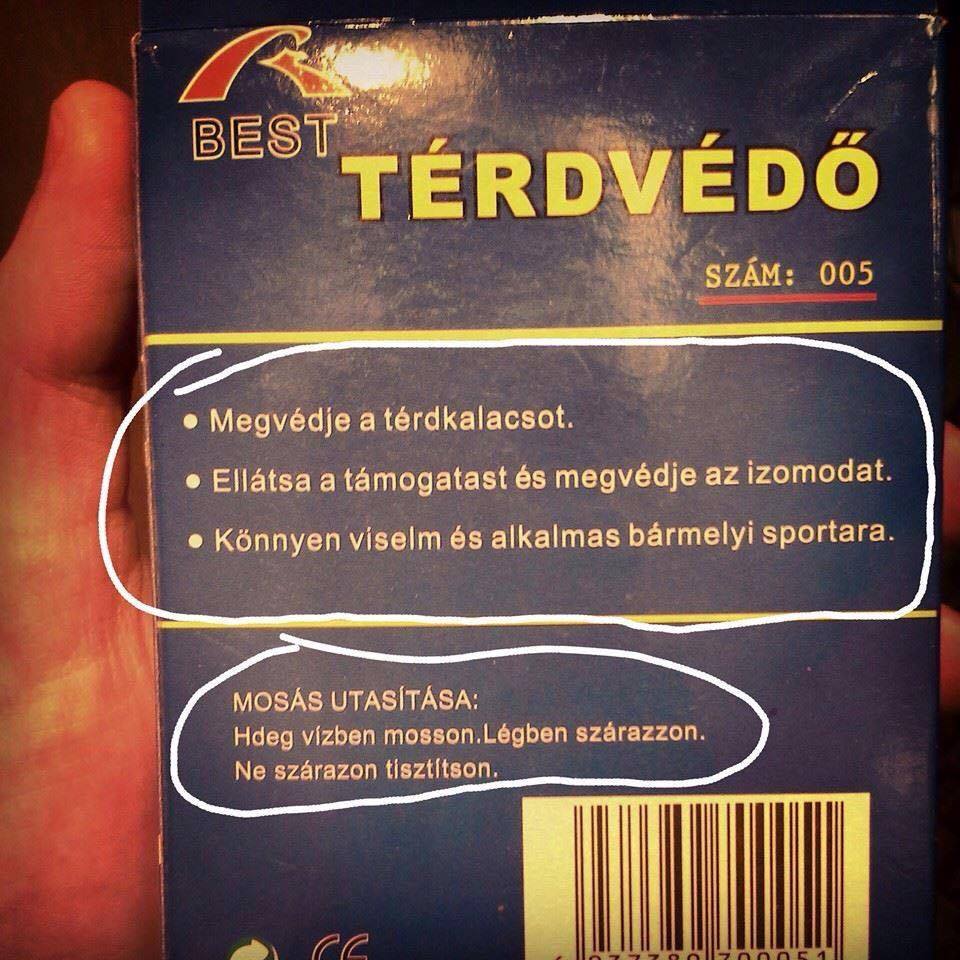 BEST
TÉRDVÉDŐ
SZÁM: 005
• Megvédje a térdkalacsot.
• Ellátsa a támogatast és megvédje az izomodat.
• Könnyen viselm és alkalmas bármelyi sportara.
MOSÁS UTASÍTÁSA:
Hdeg vízben mosson.Légben szárazzon.
Ne szárazon tisztítson.
CE